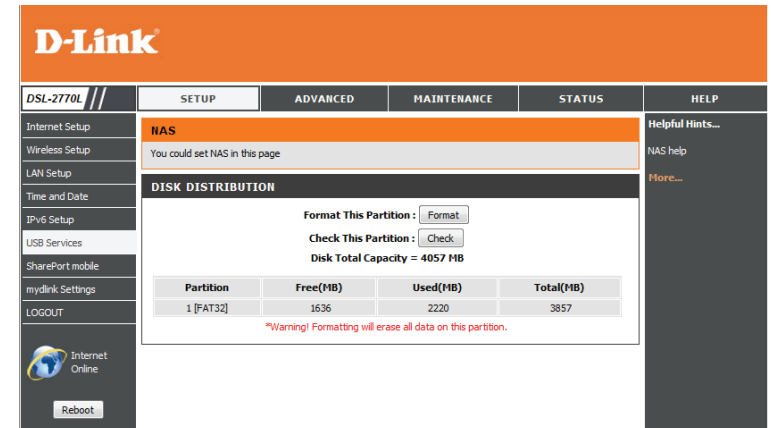 D-Link
DSL-2770L
SETUP
ADVANCED
MAINTENANCE
STATUS
HELP
Internet Setup
Wireless Setup
LAN Setup
Time and Date
IPv6 Setup
USB Services
SharePort mobile
mydlink Settings
LOGOUT
Internet
Online
Reboot
NAS
You could set NAS in this page
DISK DISTRIBUTION
Format This Partition : Format
Check This Partition : Check
Disk Total Capacity = 4057 MB
Partition Free(MB) Used(MB) Total(MB)
1 [FAT32] 1636 2220 3857
*Warning! Formatting will erase all data on this partition.
Helpful Hints...
NAS help
More...